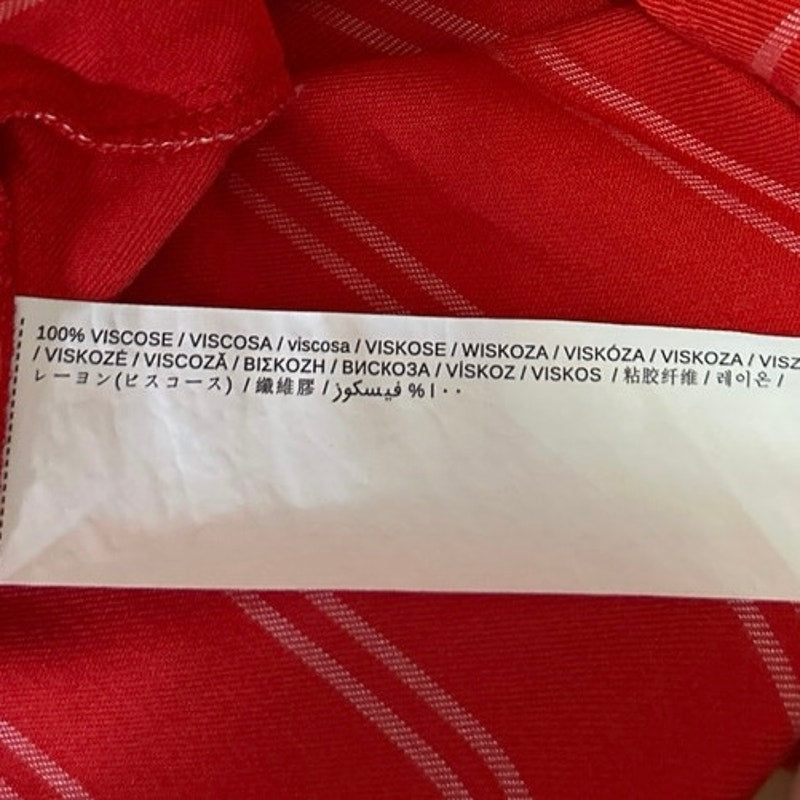 100% VISCOSE / VISCOSA / viscosa / VISKOSE / WISKOZA / VISKÓZA / VISKOZA / VISZ
/ VISKOZĖ / VISCOZĂ / ΒΙΣΚΟΖΗ / ВИСКОЗА / VİSKOZ / VISKOS / 粘胶纤维 / 레이온 /
レーヨン(ビスコース) / 纖維膠 / فيسكوز %١٠٠